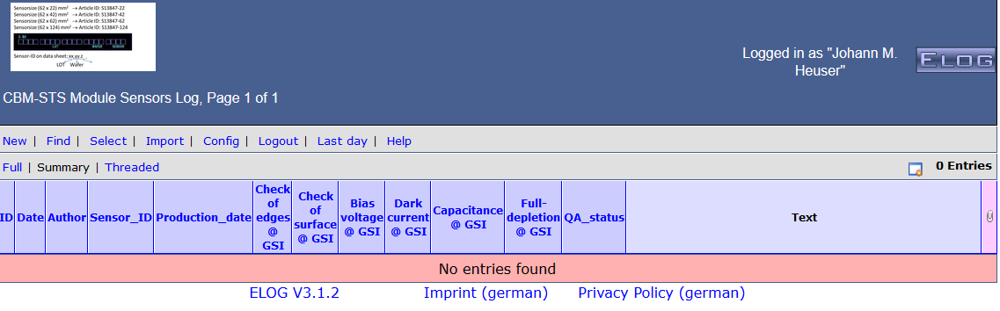 Sensorsize (62 x 22) mm² → Article ID: S13847-22
Sensorsize (62 x 42) mm² → Article ID: S13847-42
Sensorsize (62 x 62) mm² → Article ID: S13847-62
Sensorsize (62 x 124) mm² → Article ID: S13847-124
LOT WAFER SENSOR
Sensor-ID on data sheet: xx yy z
LOT Wafer
Logged in as "Johann M.
Heuser"
ELOG
CBM-STS Module Sensors Log, Page 1 of 1
New | Find | Select | Import | Config | Logout | Last day | Help
Full | Summary | Threaded
0 Entries
ID
Date
Author
Sensor_ID
Production_date
Check
of
edges
@
GSI
Check
of
surface
@ GSI
Bias
voltage
@ GSI
Dark
current
@ GSI
Capacitance
@ GSI
Full-
depletion
@ GSI
QA_status
Text
No entries found
ELOG V3.1.2 Imprint (german) Privacy Policy (german)